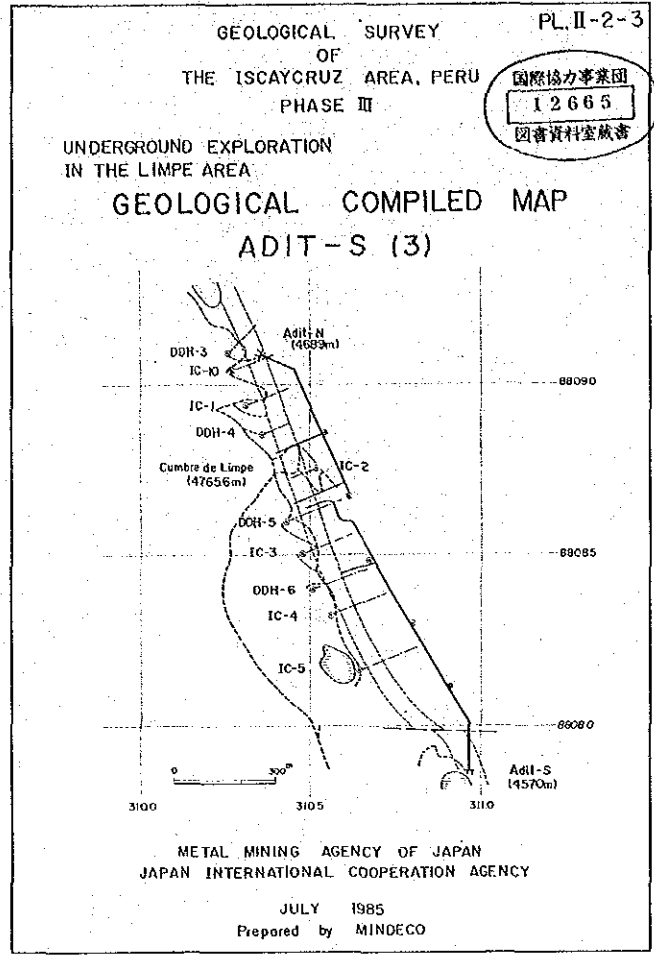 PL. II-2-3
GEOLOGICAL SURVEY
OF
THE ISCAYCRUZ AREA, PERU
PHASE III
国際協力事業団
12665
図書資料室蔵書
UNDERGROUND EXPLORATION
IN THE LIMPE AREA
GEOLOGICAL COMPILED MAP
ADIT-S (3)
Adit-N
(4689m)
DDH-3
IC-10
88090
IC-1
DDH-4
Cumbre de Limpe
(4765.6m)
IC-2
DDH-5
IC-3
88085
DDH-6
IC-4
IC-5
88080
Adit-S
(4570m)
0 300m
3100 3105 3110
METAL MINING AGENCY OF JAPAN
JAPAN INTERNATIONAL COOPERATION AGENCY
JULY 1985
Prepared by MINDECO